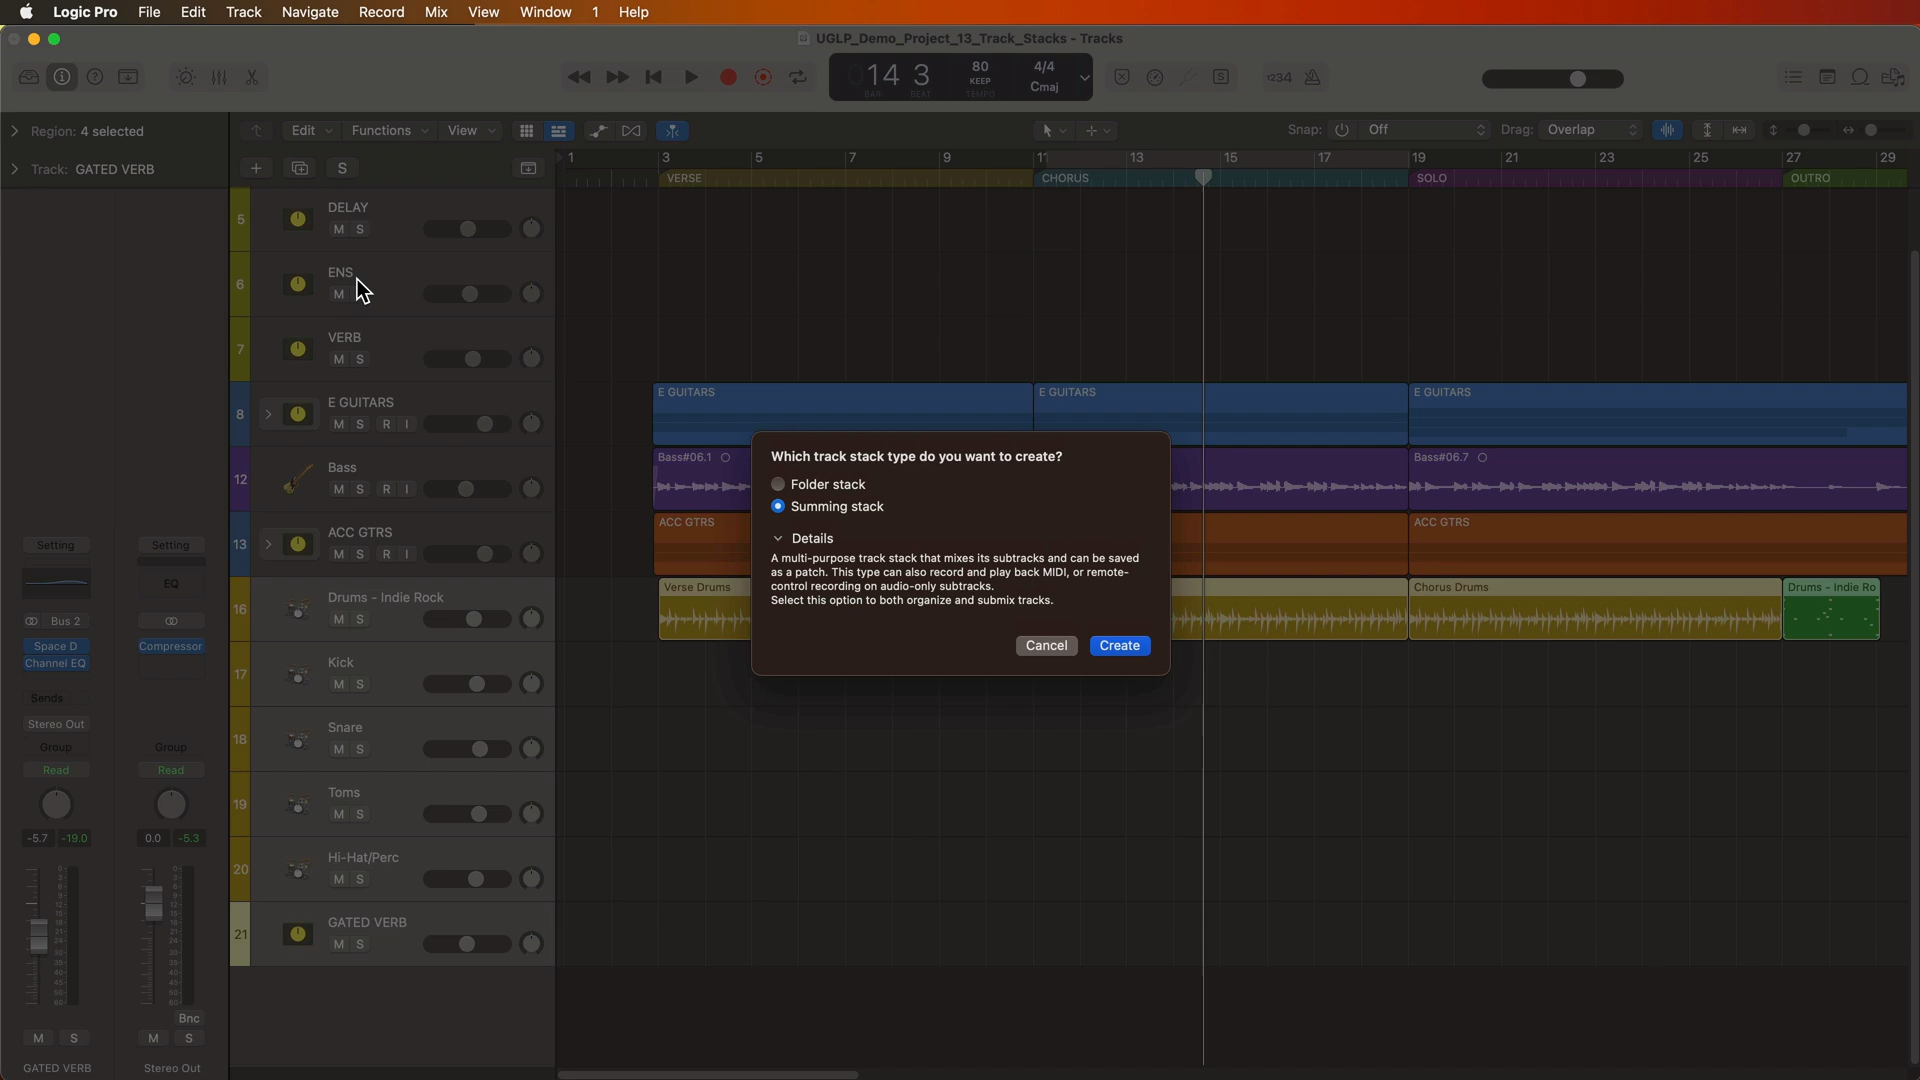 Logic Pro File Edit Track Navigate Record Mix View Window 1 Help
UGLP_Demo_Project_13_Track_Stacks - Tracks
14 3
BAR BEAT
80
KEEP
TEMPO
4/4
Cmaj
1234
Region: 4 selected
Edit Functions View
Snap: Off Drag: Overlap
Track: GATED VERB
S
1 3 5 7 9 11 13 15 17 19 21 23 25 27 29
VERSE CHORUS SOLO OUTRO
5 DELAY
M S
6 ENS
M
7 VERB
M S
8 E GUITARS
M S R I
E GUITARS E GUITARS E GUITARS
12 Bass
M S R I
Bass#06.1 Bass#06.7
13 ACC GTRS
M S R I
ACC GTRS ACC GTRS
16 Drums - Indie Rock
M S
Verse Drums Chorus Drums Drums - Indie Ro
17 Kick
M S
18 Snare
M S
19 Toms
M S
20 Hi-Hat/Perc
M S
21 GATED VERB
M S
Which track stack type do you want to create?
Folder stack
Summing stack
Details
A multi-purpose track stack that mixes its subtracks and can be saved
as a patch. This type can also record and play back MIDI, or remote-
control recording on audio-only subtracks.
Select this option to both organize and submix tracks.
Cancel Create
Setting Setting
EQ
Bus 2
Space D Compressor
Channel EQ
Sends
Stereo Out
Group Group
Read Read
-5.7 -19.0 0.0 -5.3
Bnc
M S M S
GATED VERB Stereo Out